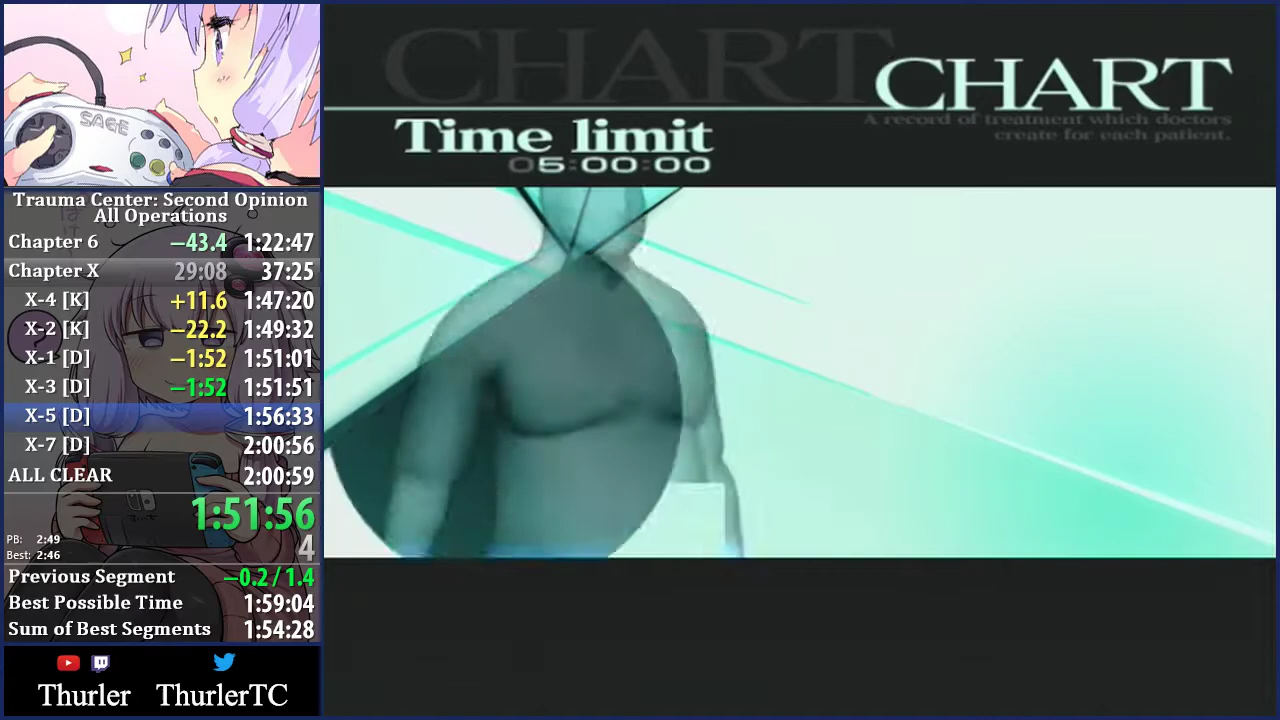 SAGE
Trauma Center: Second Opinion
All Operations
Chapter 6 −43.4 1:22:47
Chapter X 29:08 37:25
X-4 [K] +11.6 1:47:20
X-2 [K] −22.2 1:49:32
X-1 [D] −1:52 1:51:01
X-3 [D] −1:52 1:51:51
X-5 [D] 1:56:33
X-7 [D] 2:00:56
ALL CLEAR 2:00:59
1:51:56
PB: 2:49
Best: 2:46
4
Previous Segment −0.2 / 1.4
Best Possible Time 1:59:04
Sum of Best Segments 1:54:28
Thurler ThurlerTC
CHART
CHART
A record of treatment which doctors
create for each patient.
Time limit
05:00:00